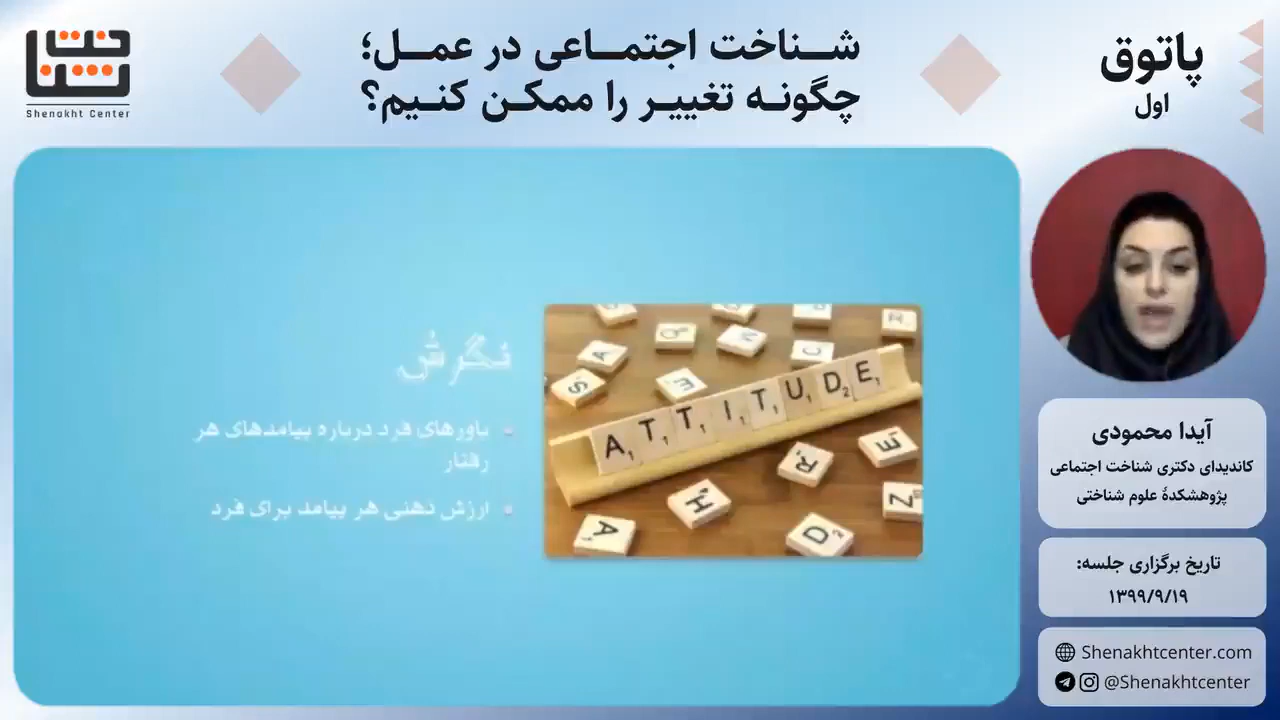 پاتوق
اول
شناخت اجتماعی در عمل؛
چگونه تغییر را ممکن کنیم؟
شناخت
Shenakht Center
نگرش
باورهای فرد درباره پیامدهای هر
رفتار
ارزش ذهنی هر پیامد برای فرد
ATTITUDE
آیدا محمودی
کاندیدای دکتری شناخت اجتماعی
پژوهشکدهٔ علوم شناختی
تاریخ برگزاری جلسه:
۱۳۹۹/۹/۱۹
Shenakhtcenter.com
@Shenakhtcenter